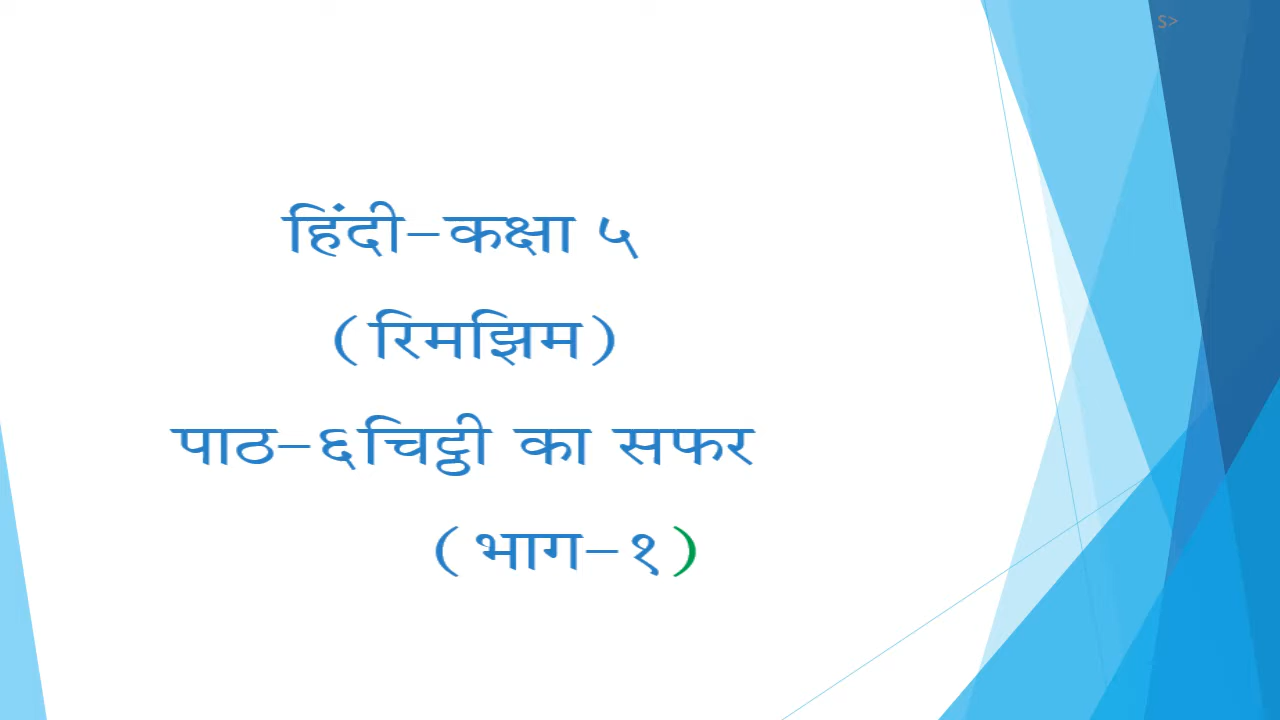 S>
हिंदी–कक्षा ५
(रिमझिम)
पाठ–६चिट्ठी का सफर
(भाग–१)